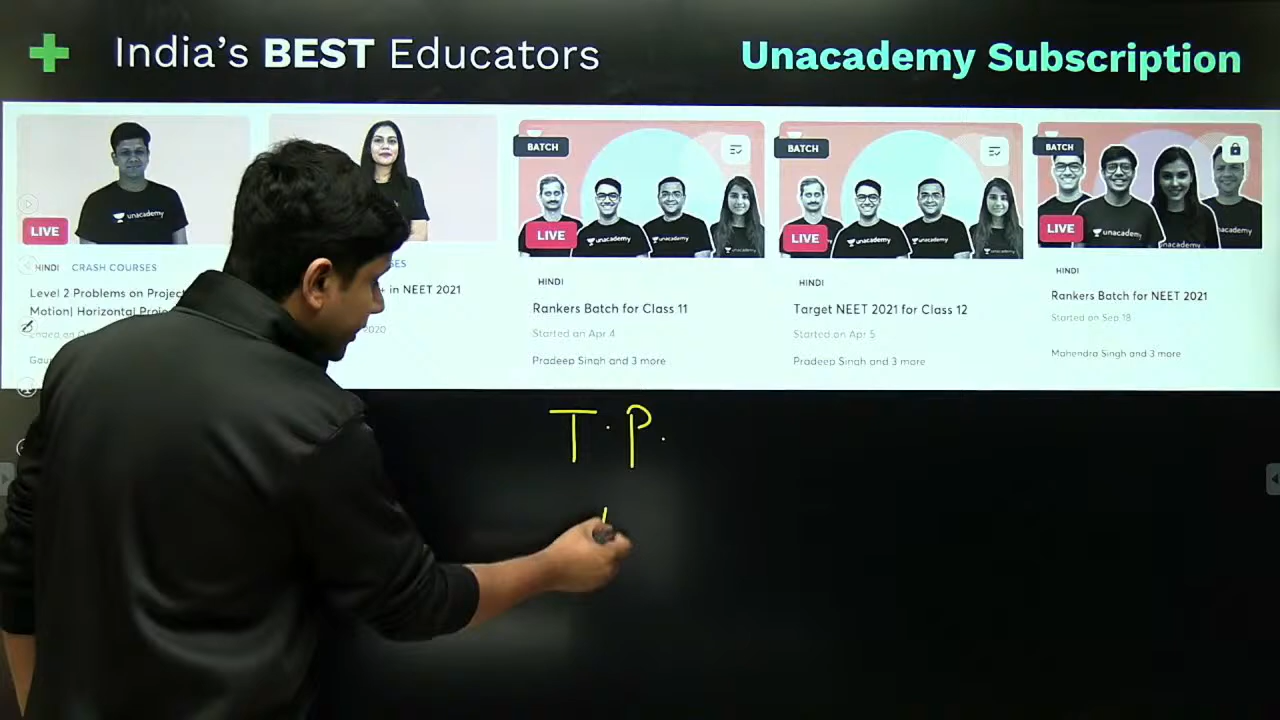 India's BEST Educators
Unacademy Subscription
LIVE
HINDI CRASH COURSES
Level 2 Problems on
Motion| Horizontal
in NEET 2021
2020
BATCH
unacademy
LIVE
HINDI
Rankers Batch for Class 11
Started on Apr 4
Pradeep Singh and 3 more
BATCH
unacademy
LIVE
HINDI
Target NEET 2021 for Class 12
Started on Apr 5
Pradeep Singh and 3 more
BATCH
unacademy
LIVE
HINDI
Rankers Batch for NEET 2021
Started on Sep 18
Mahendra Singh and 3 more
T.P.